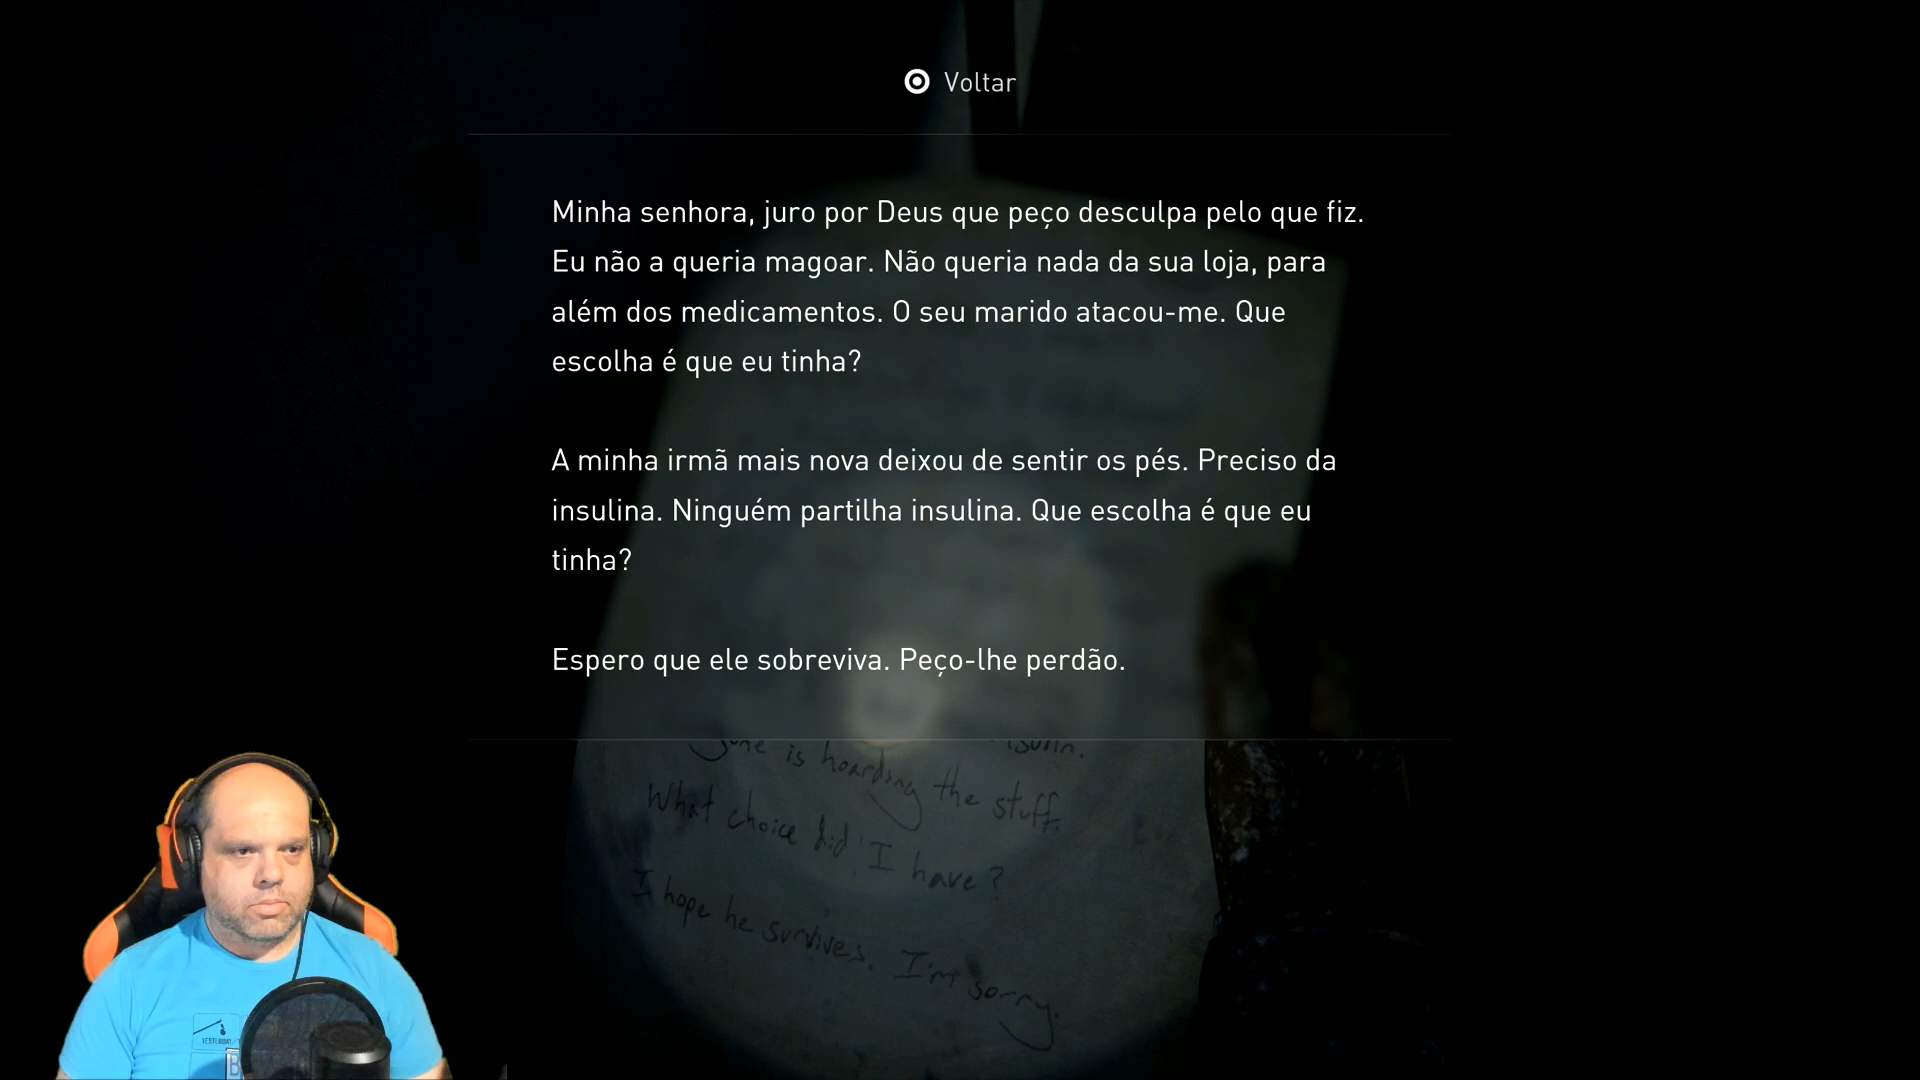 Voltar
Minha senhora, juro por Deus que peço desculpa pelo que fiz.
Eu não a queria magoar. Não queria nada da sua loja, para
além dos medicamentos. O seu marido atacou-me. Que
escolha é que eu tinha?
A minha irmã mais nova deixou de sentir os pés. Preciso da
insulina. Ninguém partilha insulina. Que escolha é que eu
tinha?
Espero que ele sobreviva. Peço-lhe perdão.
is hoarding the stuff.
What choice did I have?
I hope he survives. I'm sorry.
YESTERDAY